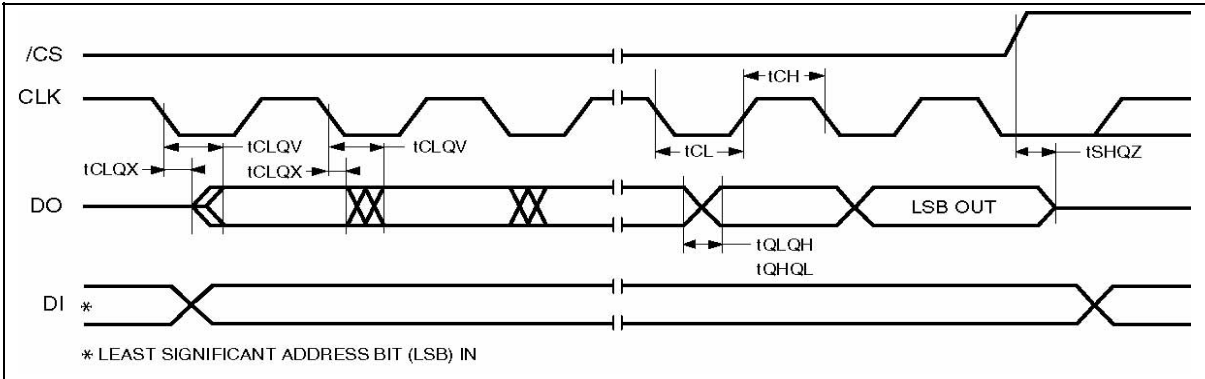 /CS
CLK
tCH
tCLQV
tCLQV
tCL
tSHQZ
tCLQX
tCLQX
DO
LSB OUT
tQLQH
tQHQL
DI *
* LEAST SIGNIFICANT ADDRESS BIT (LSB) IN